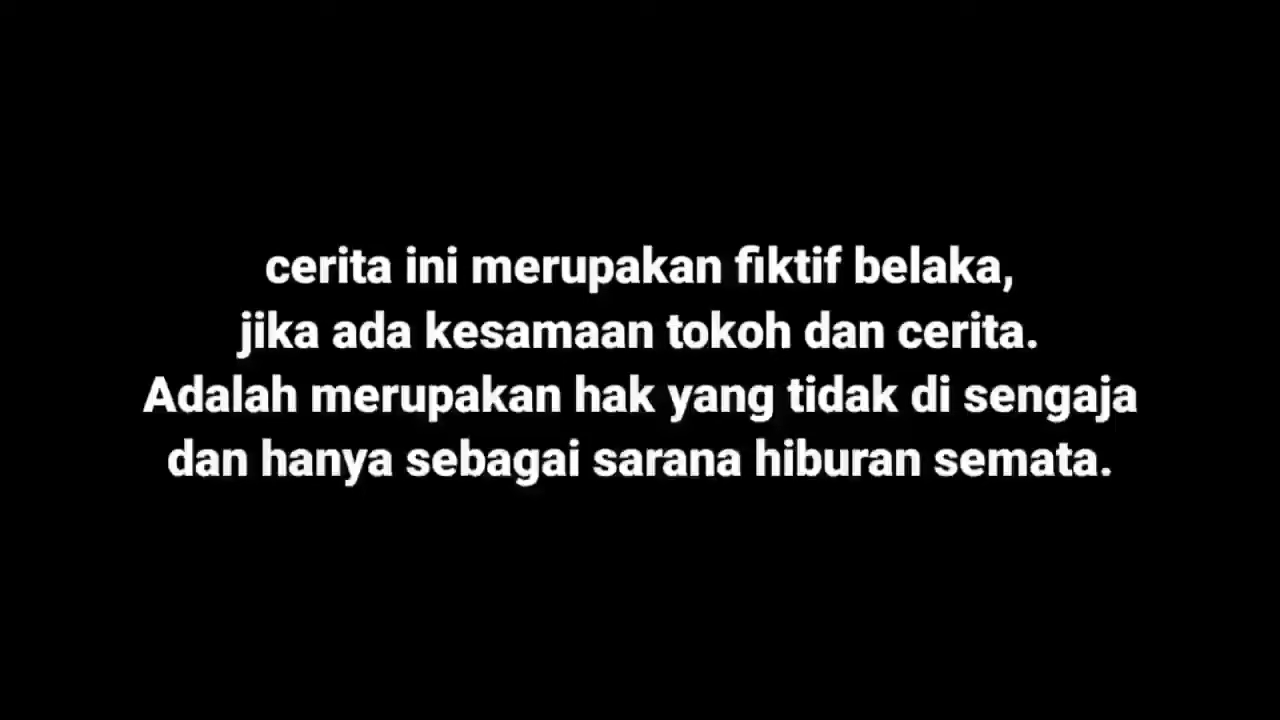 cerita ini merupakan fiktif belaka,
jika ada kesamaan tokoh dan cerita.
Adalah merupakan hak yang tidak di sengaja
dan hanya sebagai sarana hiburan semata.